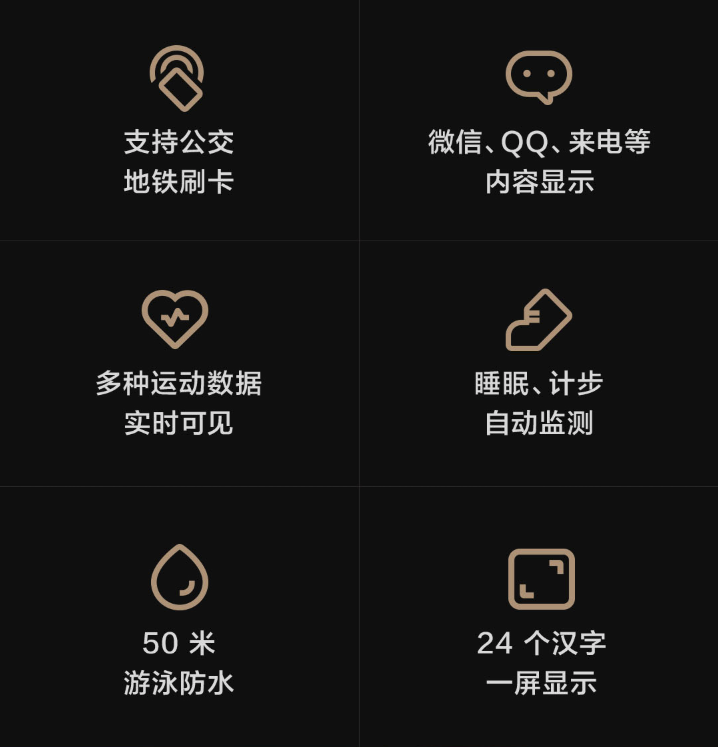 支持公交
地铁刷卡
微信、QQ、来电等
内容显示
多种运动数据
实时可见
睡眠、计步
自动监测
50 米
游泳防水
24 个汉字
一屏显示